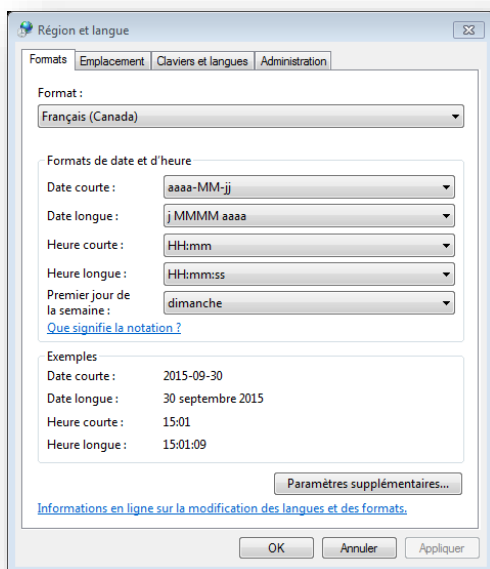 Région et langue
Formats Emplacement Claviers et langues Administration
Format :
Français (Canada)
Formats de date et d'heure
Date courte : aaaa-MM-jj
Date longue : j MMMM aaaa
Heure courte : HH:mm
Heure longue : HH:mm:ss
Premier jour de
la semaine : dimanche
Que signifie la notation ?
Exemples
Date courte : 2015-09-30
Date longue : 30 septembre 2015
Heure courte : 15:01
Heure longue : 15:01:09
Paramètres supplémentaires...
Informations en ligne sur la modification des langues et des formats.
OK Annuler Appliquer